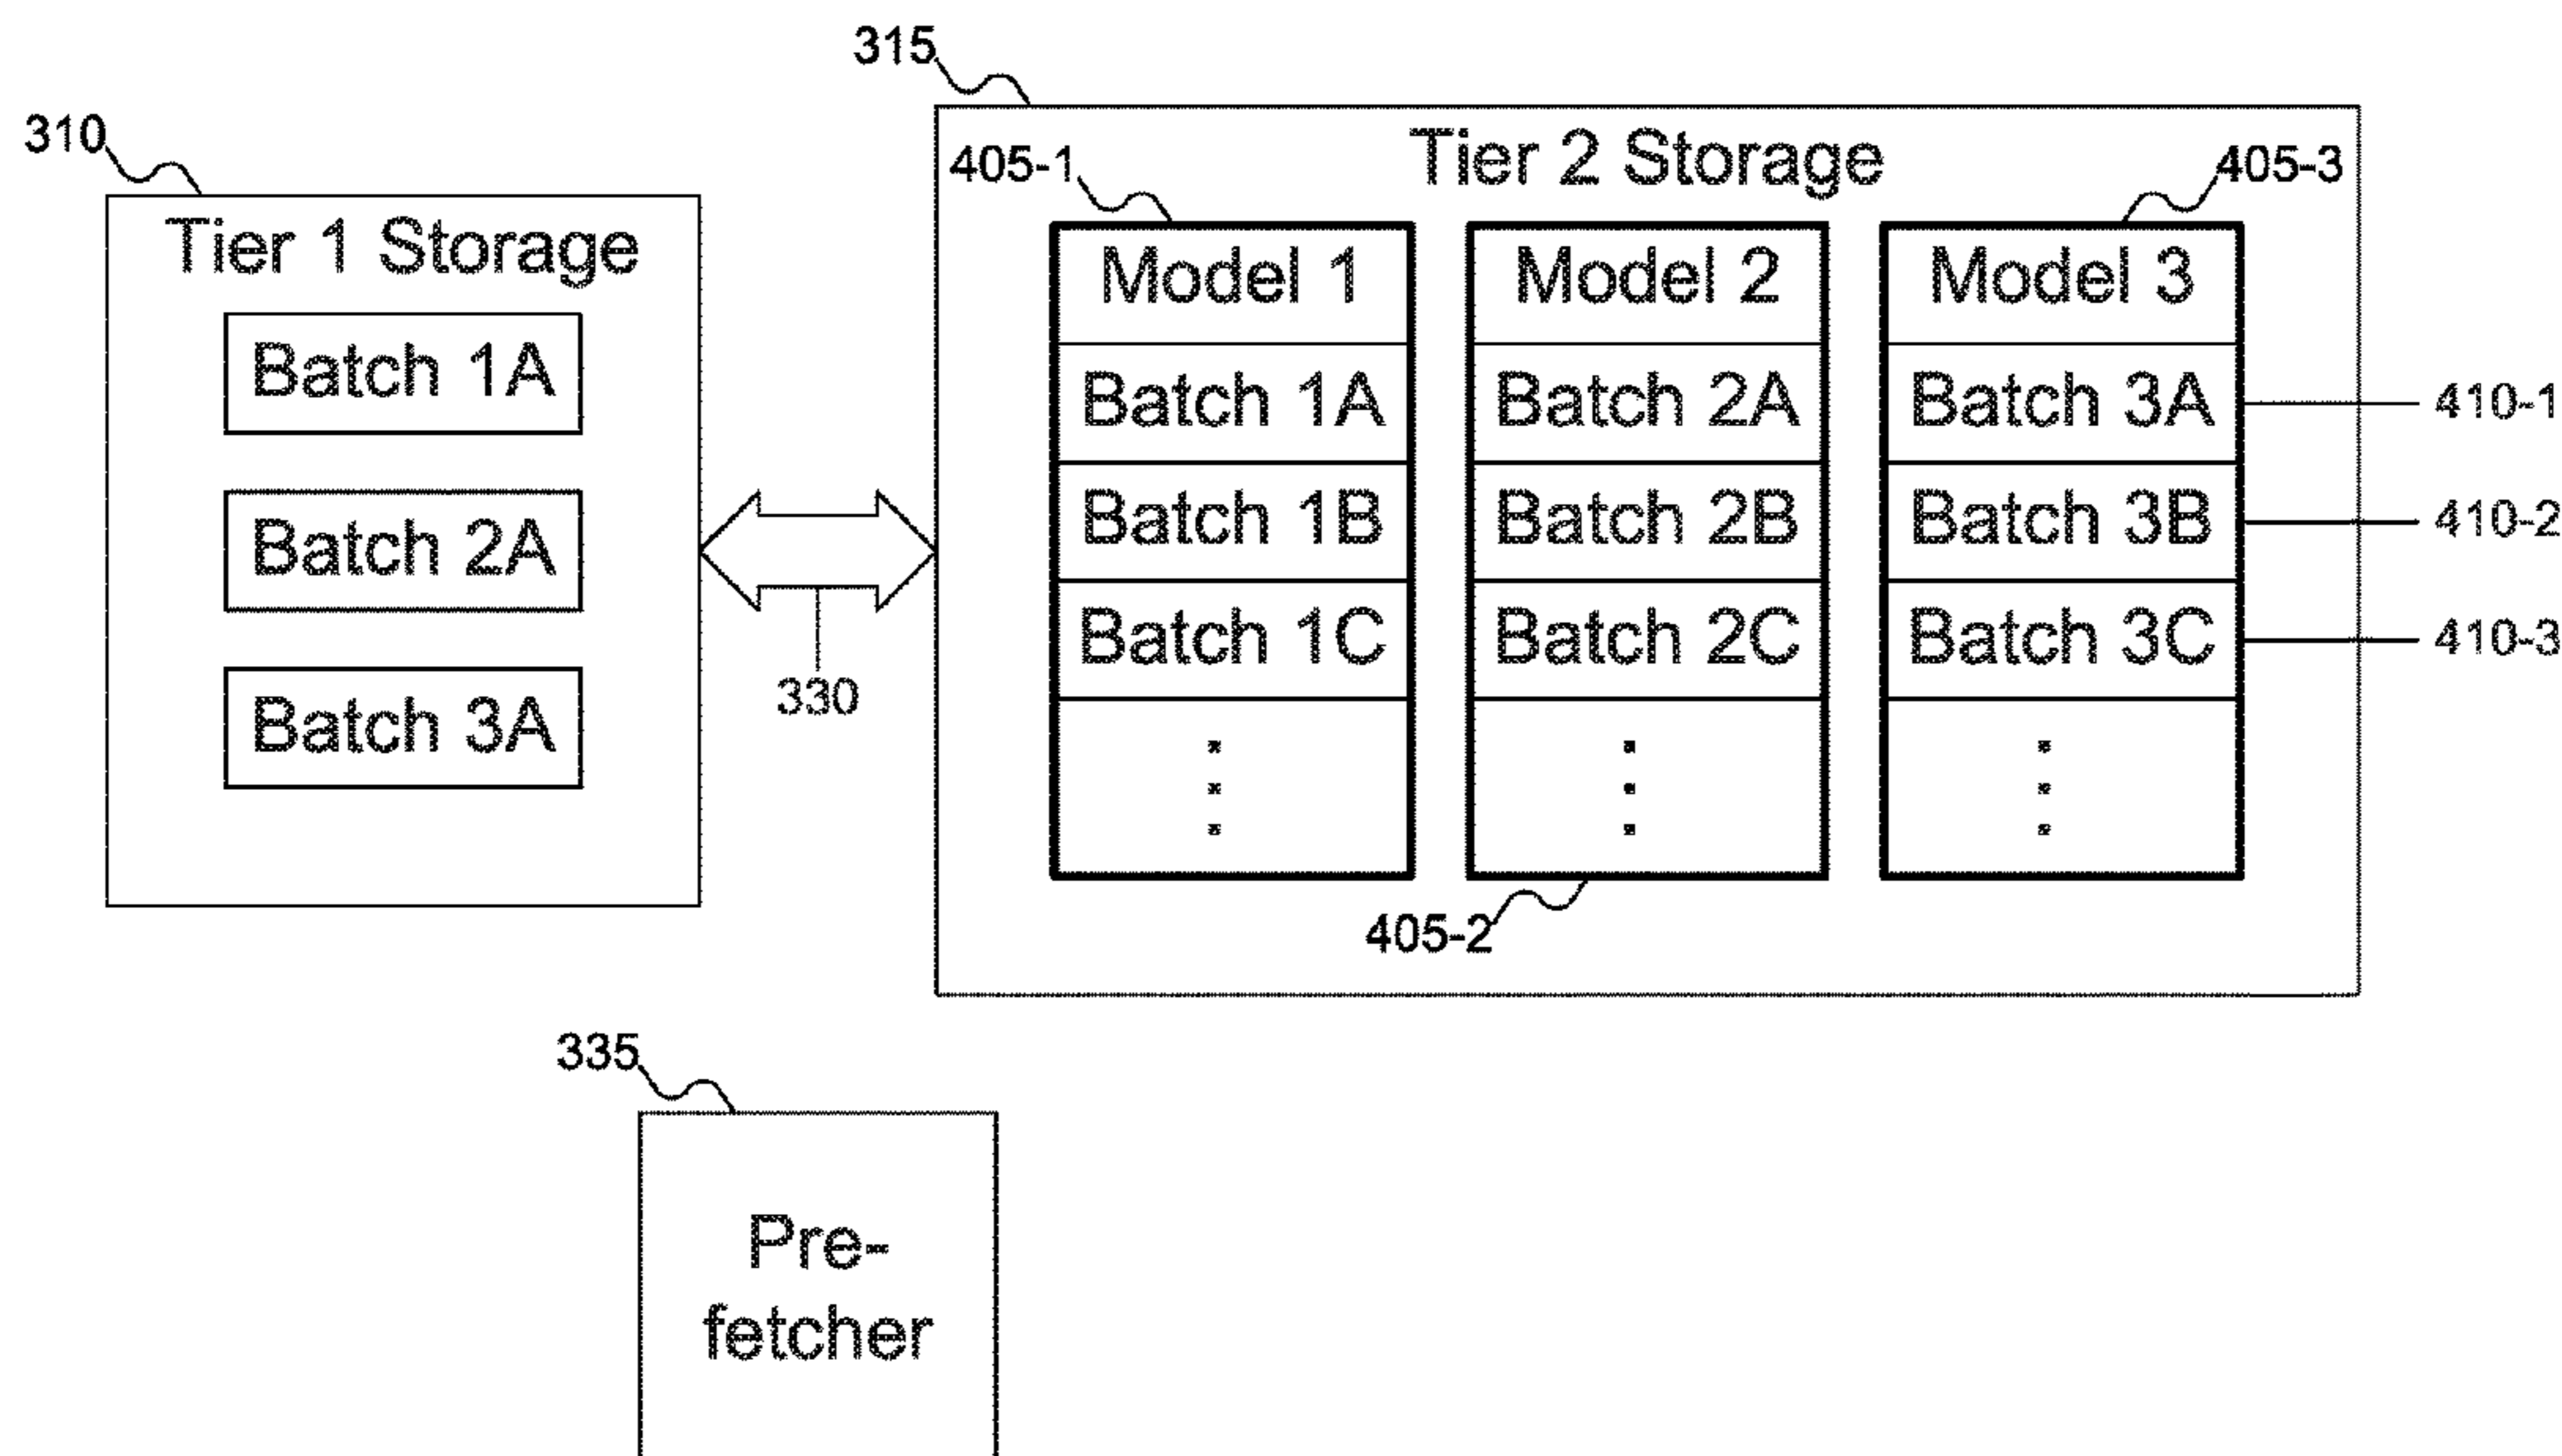 315
310
Tier 2 Storage
405-1
405-3
Tier 1 Storage
Batch 1A
Batch 2A
Batch 3A
330
Model 1
Batch 1A
Batch 1B
Batch 1C
Model 2
Batch 2A
Batch 2B
Batch 2C
Model 3
Batch 3A
Batch 3B
Batch 3C
410-1
410-2
410-3
405-2
335
Pre-
fetcher